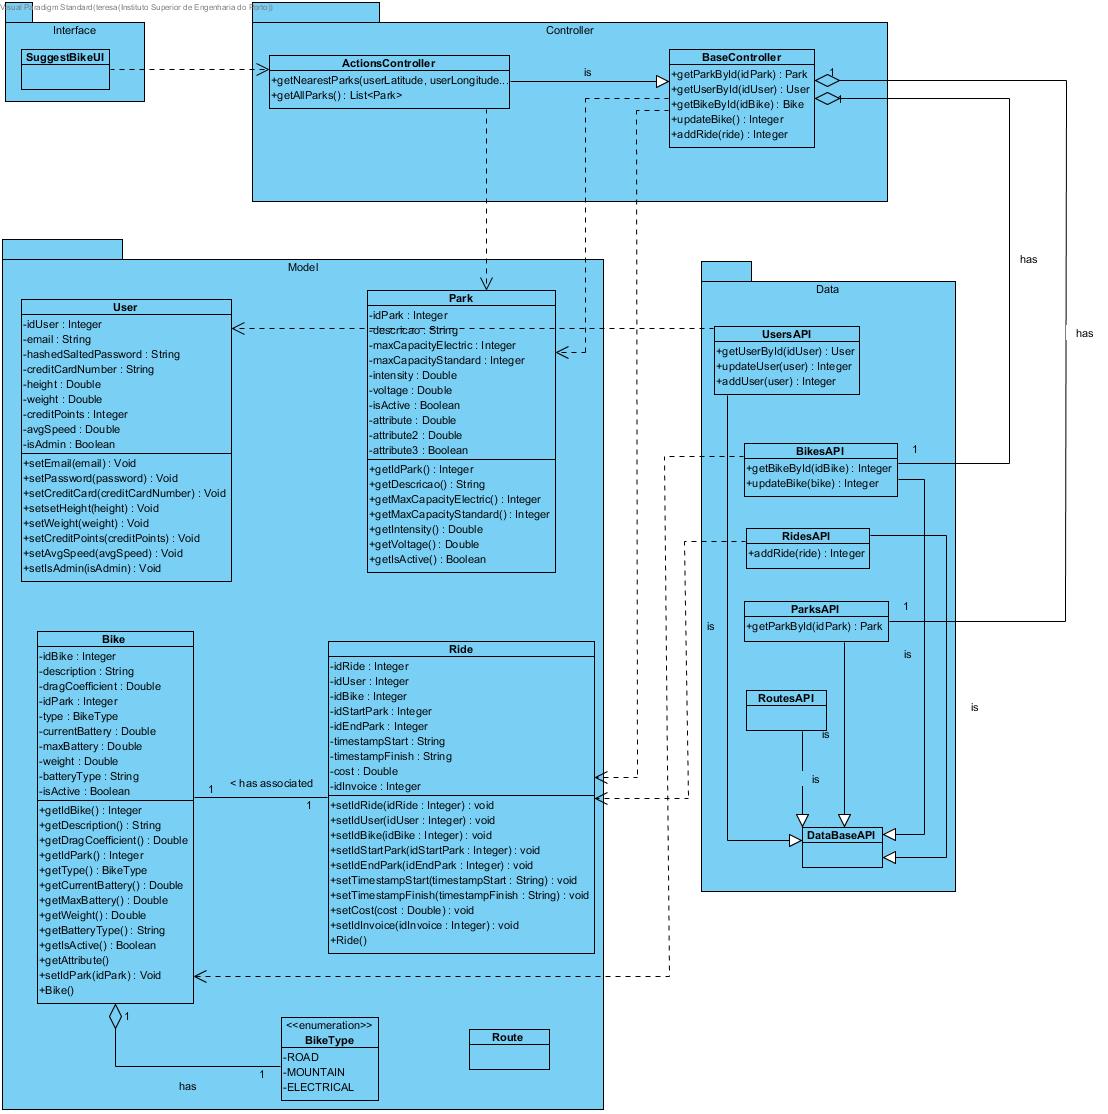 Visual Paradigm Standard(teresa(Instituto Superior de Engenharia do Porto))
Interface
SuggestBikeUI
Controller
ActionsController
+getNearestParks(userLatitude, userLongitude...
+getAllParks() : List<Park>
is
BaseController
+getParkById(idPark) : Park
+getUserById(idUser) : User
+getBikeById(idBike) : Bike
+updateBike() : Integer
+addRide(ride) : Integer
1
1
has
has
Model
User
-idUser : Integer
-email : String
-hashedSaltedPassword : String
-creditCardNumber : String
-height : Double
-weight : Double
-creditPoints : Integer
-avgSpeed : Double
-isAdmin : Boolean
+setEmail(email) : Void
+setPassword(password) : Void
+setCreditCard(creditCardNumber) : Void
+setsetHeight(height) : Void
+setWeight(weight) : Void
+setCreditPoints(creditPoints) : Void
+setAvgSpeed(avgSpeed) : Void
+setIsAdmin(isAdmin) : Void
Park
-idPark : Integer
-descricao : String
-maxCapacityElectric : Integer
-maxCapacityStandard : Integer
-intensity : Double
-voltage : Double
-isActive : Boolean
-attribute : Double
-attribute2 : Double
-attribute3 : Boolean
+getIdPark() : Integer
+getDescricao() : String
+getMaxCapacityElectric() : Integer
+getMaxCapacityStandard() : Integer
+getIntensity() : Double
+getVoltage() : Double
+getIsActive() : Boolean
Bike
-idBike : Integer
-description : String
-dragCoefficient : Double
-idPark : Integer
-type : BikeType
-currentBattery : Double
-maxBattery : Double
-weight : Double
-batteryType : String
-isActive : Boolean
+getIdBike() : Integer
+getDescription() : String
+getDragCoefficient() : Double
+getIdPark() : Integer
+getType() : BikeType
+getCurrentBattery() : Double
+getMaxBattery() : Double
+getWeight() : Double
+getBatteryType() : String
+getIsActive() : Boolean
+getAttribute()
+setIdPark(idPark) : Void
+Bike()
1
< has associated
1
Ride
-idRide : Integer
-idUser : Integer
-idBike : Integer
-idStartPark : Integer
-idEndPark : Integer
-timestampStart : String
-timestampFinish : String
-cost : Double
-idInvoice : Integer
+setIdRide(idRide : Integer) : void
+setIdUser(idUser : Integer) : void
+setIdBike(idBike : Integer) : void
+setIdStartPark(idStartPark : Integer) : void
+setIdEndPark(idEndPark : Integer) : void
+setTimestampStart(timestampStart : String) : void
+setTimestampFinish(timestampFinish : String) : void
+setCost(cost : Double) : void
+setIdInvoice(idInvoice : Integer) : void
+Ride()
1
has
1
<<enumeration>>
BikeType
-ROAD
-MOUNTAIN
-ELECTRICAL
Route
Data
UsersAPI
+getUserById(idUser) : User
+updateUser(user) : Integer
+addUser(user) : Integer
BikesAPI
+getBikeById(idBike) : Integer
+updateBike(bike) : Integer
1
RidesAPI
+addRide(ride) : Integer
ParksAPI
+getParkById(idPark) : Park
1
is
is
is
RoutesAPI
is
is
DataBaseAPI